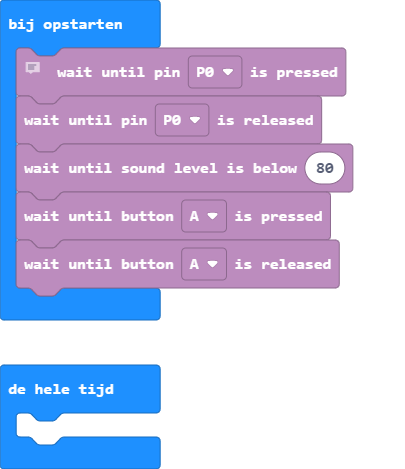 bij opstarten
wait until pin P0 is pressed
wait until pin P0 is released
wait until sound level is below 80
wait until button A is pressed
wait until button A is released
de hele tijd